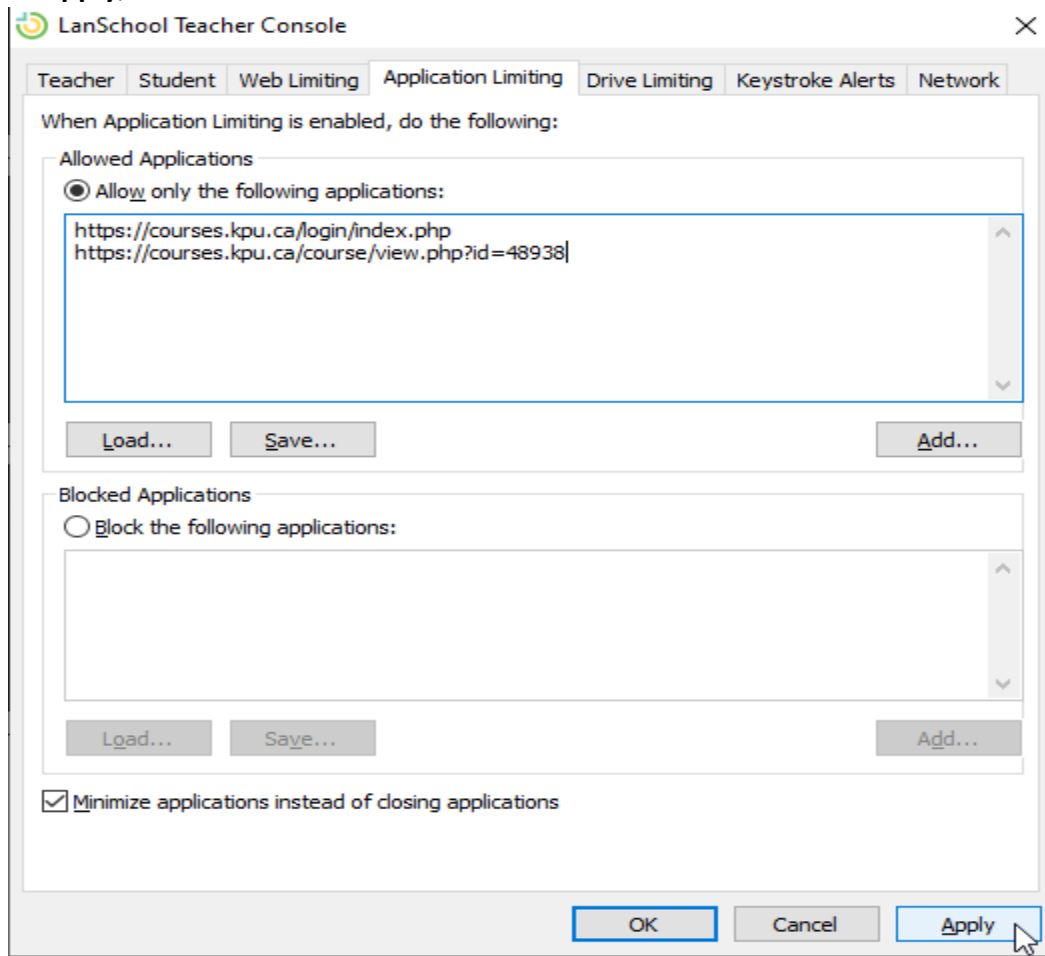 LanSchool Teacher Console
Teacher Student Web Limiting Application Limiting Drive Limiting Keystroke Alerts Network
When Application Limiting is enabled, do the following:
Allowed Applications
Allow only the following applications:
https://courses.kpu.ca/login/index.php
https://courses.kpu.ca/course/view.php?id=48938
Load... Save... Add...
Blocked Applications
Block the following applications:
Load... Save... Add...
Minimize applications instead of closing applications
OK Cancel Apply